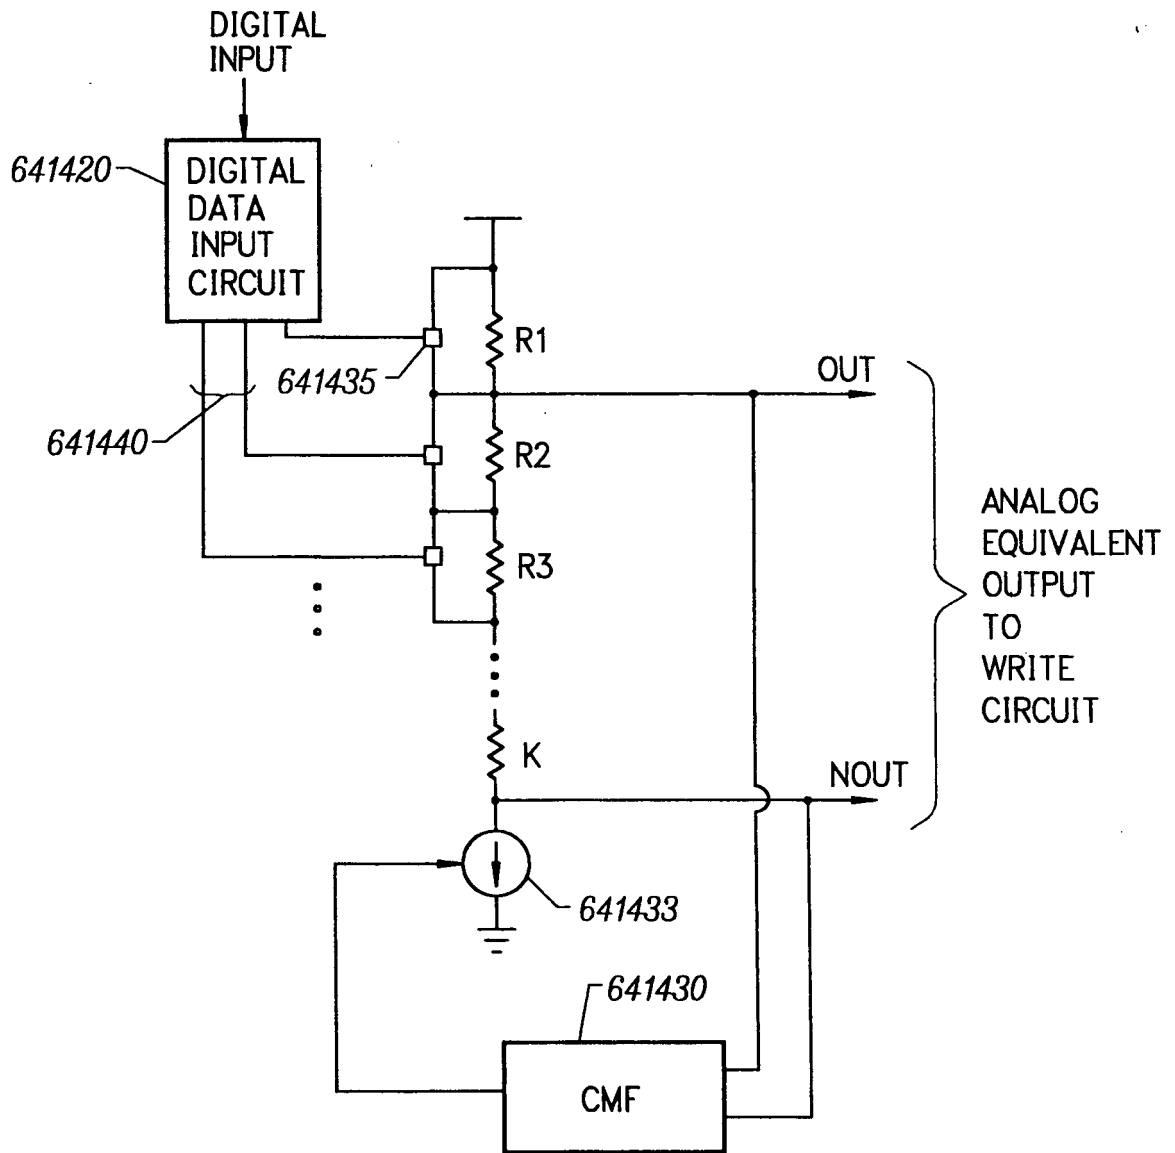 DIGITAL
INPUT
641420
DIGITAL
DATA
INPUT
CIRCUIT
641440
641435
R1
R2
R3
K
OUT
NOUT
ANALOG
EQUIVALENT
OUTPUT
TO
WRITE
CIRCUIT
641433
641430
CMF